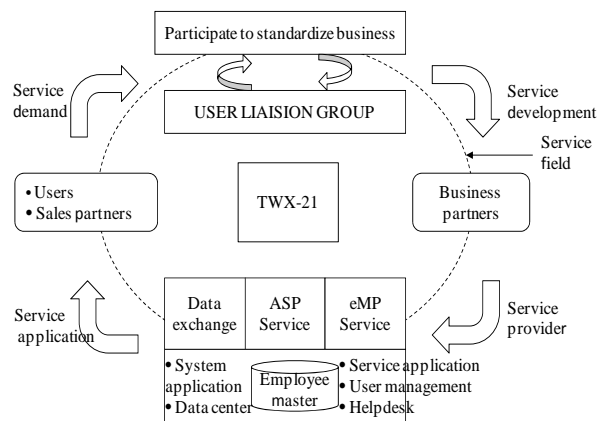 Participate to standardize business
Service
demand
USER LIAISION GROUP
Service
development
Service
field
• Users
• Sales partners
TWX-21
Business
partners
Data
exchange
ASP
Service
eMP
Service
Service
application
Service
provider
• System
application
• Data center
Employee
master
• Service application
• User management
• Helpdesk